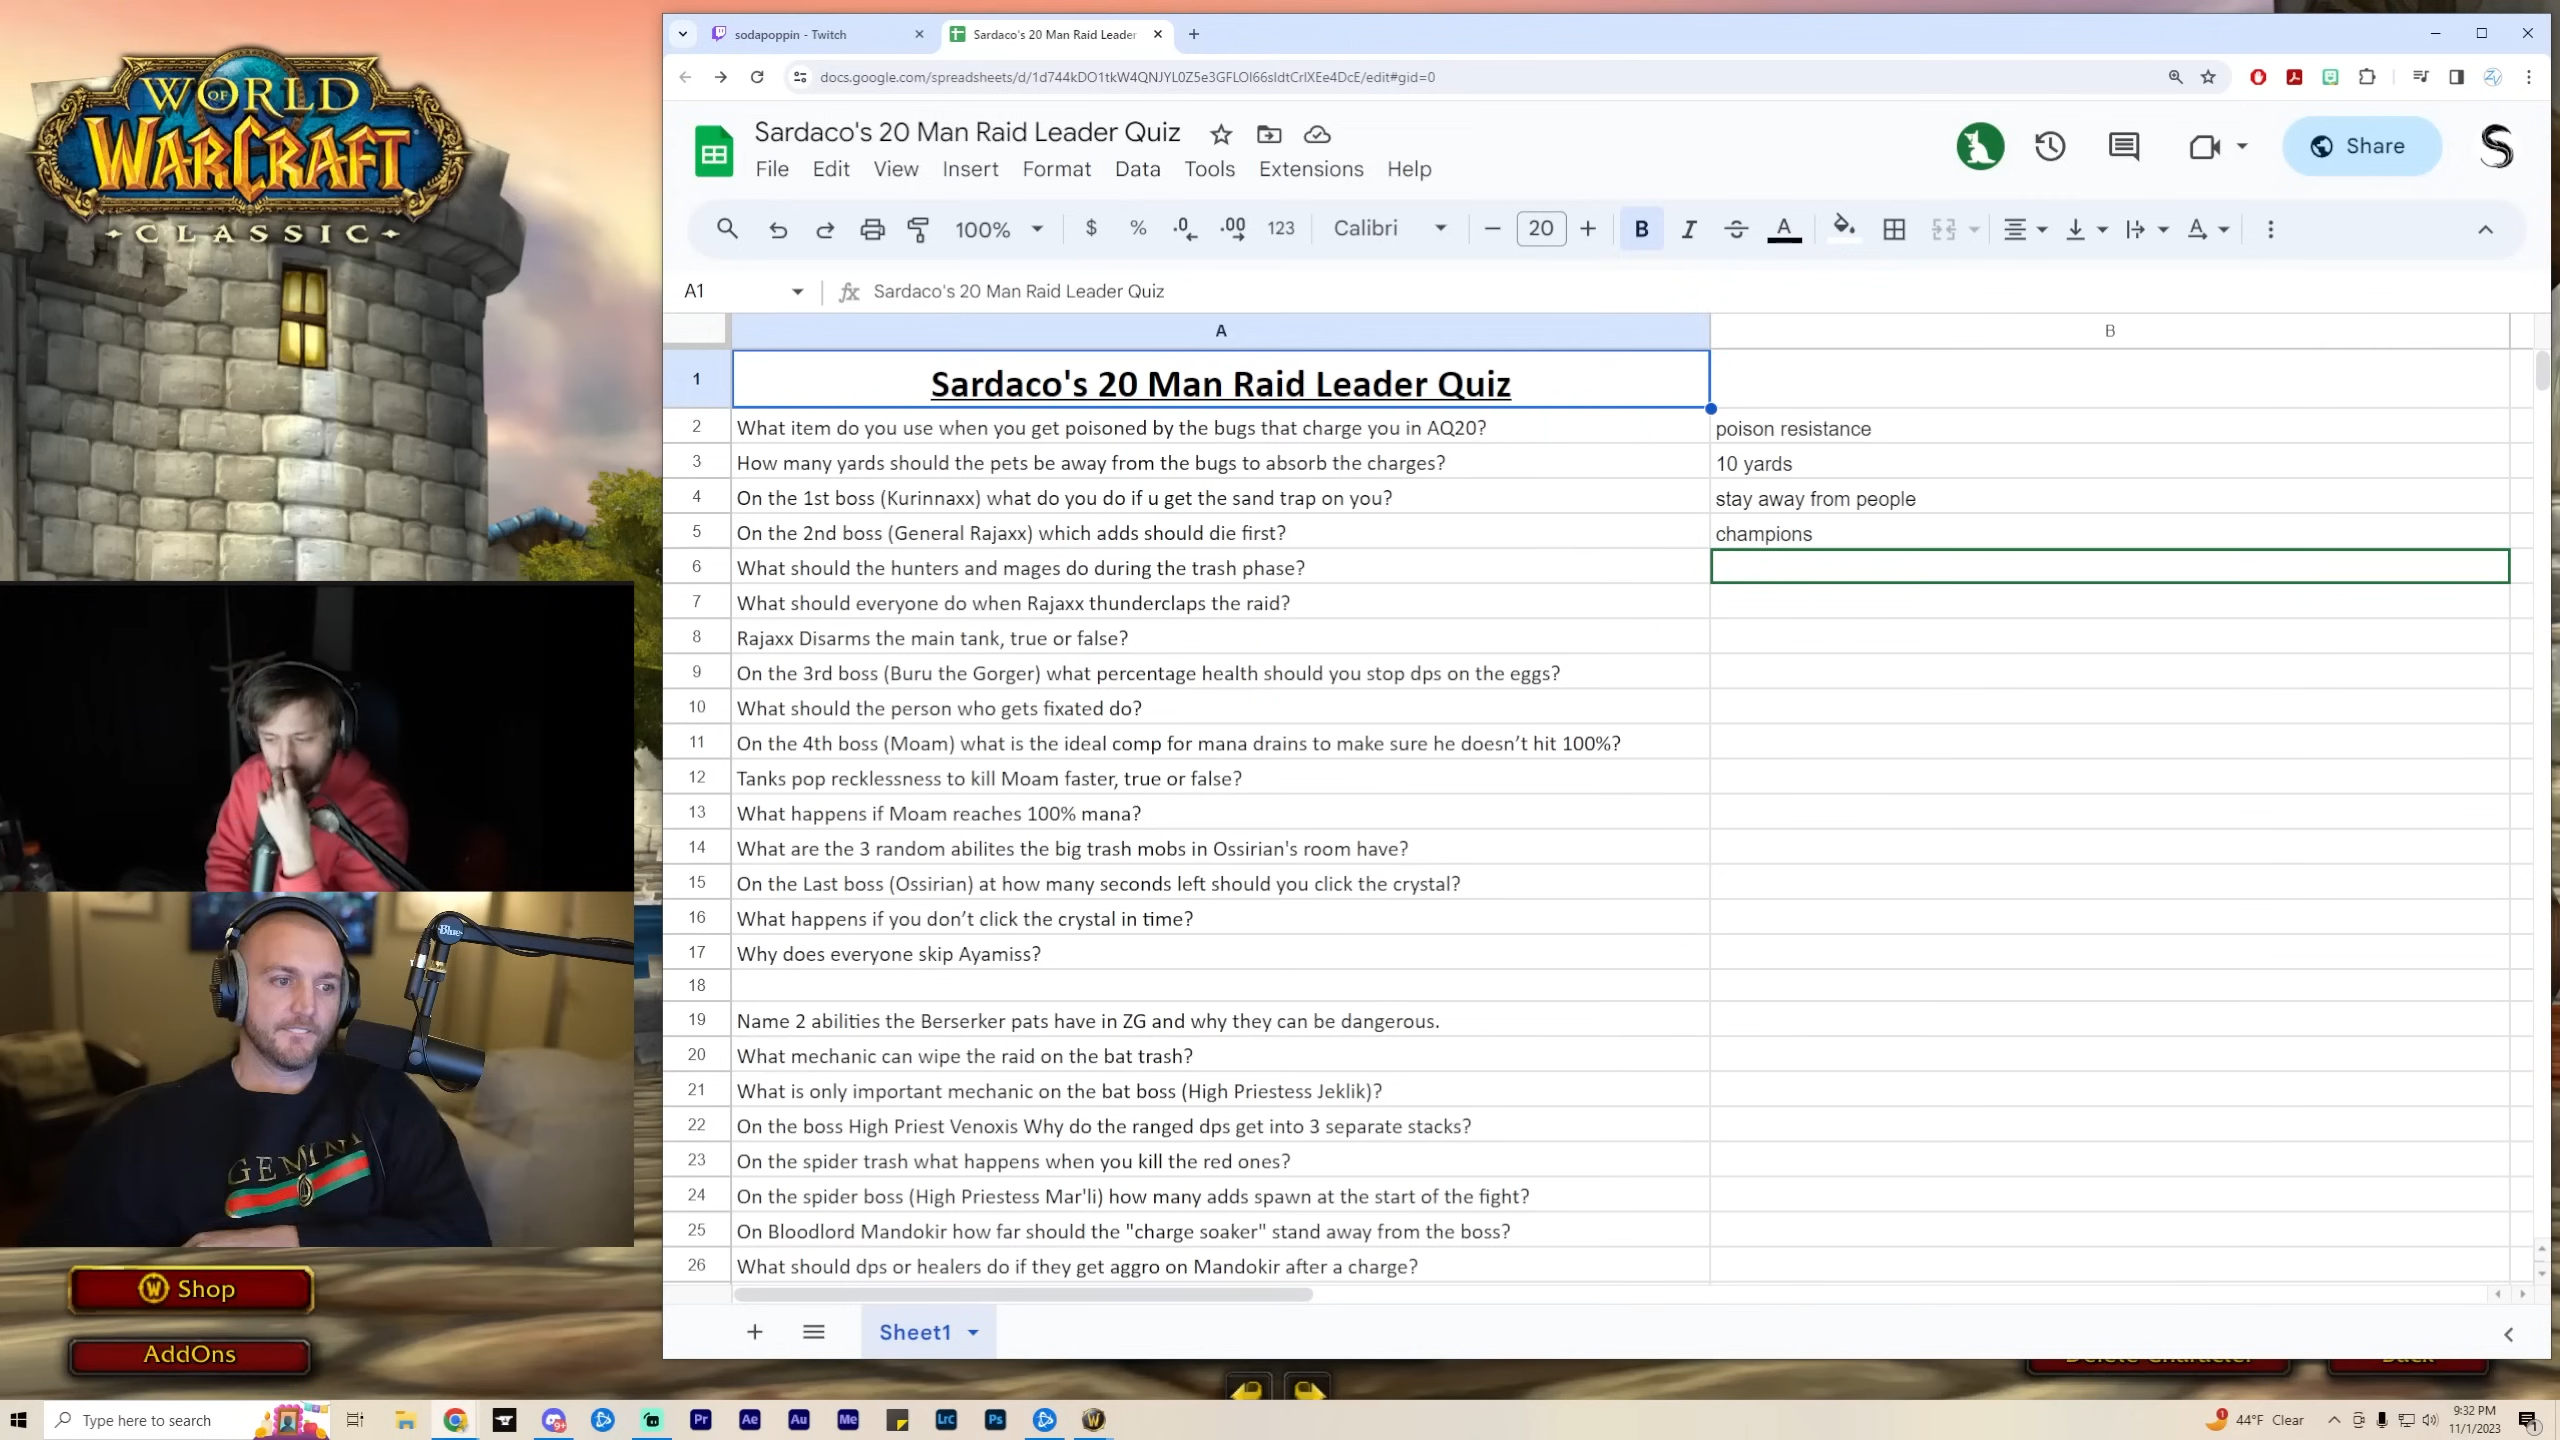 WORLD
OF
WARCRAFT
CLASSIC
Blue
GEMINI
Shop
AddOns
sodapoppin - Twitch
Sardaco's 20 Man Raid Leader
docs.google.com/spreadsheets/d/1d744kDO1tkW4QNJYL0Z5e3GFLOl66sldtCrlXEe4DcE/edit#gid=0
Sardaco's 20 Man Raid Leader Quiz
File Edit View Insert Format Data Tools Extensions Help
Share
100% $ % .0 .00 123 Calibri 20 B I A
A1 fx Sardaco's 20 Man Raid Leader Quiz
A B
1 Sardaco's 20 Man Raid Leader Quiz
2 What item do you use when you get poisoned by the bugs that charge you in AQ20? poison resistance
3 How many yards should the pets be away from the bugs to absorb the charges? 10 yards
4 On the 1st boss (Kurinnaxx) what do you do if u get the sand trap on you? stay away from people
5 On the 2nd boss (General Rajaxx) which adds should die first? champions
6 What should the hunters and mages do during the trash phase?
7 What should everyone do when Rajaxx thunderclaps the raid?
8 Rajaxx Disarms the main tank, true or false?
9 On the 3rd boss (Buru the Gorger) what percentage health should you stop dps on the eggs?
10 What should the person who gets fixated do?
11 On the 4th boss (Moam) what is the ideal comp for mana drains to make sure he doesn’t hit 100%?
12 Tanks pop recklessness to kill Moam faster, true or false?
13 What happens if Moam reaches 100% mana?
14 What are the 3 random abilites the big trash mobs in Ossirian's room have?
15 On the Last boss (Ossirian) at how many seconds left should you click the crystal?
16 What happens if you don’t click the crystal in time?
17 Why does everyone skip Ayamiss?
18
19 Name 2 abilities the Berserker pats have in ZG and why they can be dangerous.
20 What mechanic can wipe the raid on the bat trash?
21 What is only important mechanic on the bat boss (High Priestess Jeklik)?
22 On the boss High Priest Venoxis Why do the ranged dps get into 3 separate stacks?
23 On the spider trash what happens when you kill the red ones?
24 On the spider boss (High Priestess Mar'li) how many adds spawn at the start of the fight?
25 On Bloodlord Mandokir how far should the "charge soaker" stand away from the boss?
26 What should dps or healers do if they get aggro on Mandokir after a charge?
Sheet1
Delete Character Back
Type here to search
9+
Pr Ae Au Me LrC Ps
1
44°F Clear
9:32 PM
11/1/2023
1